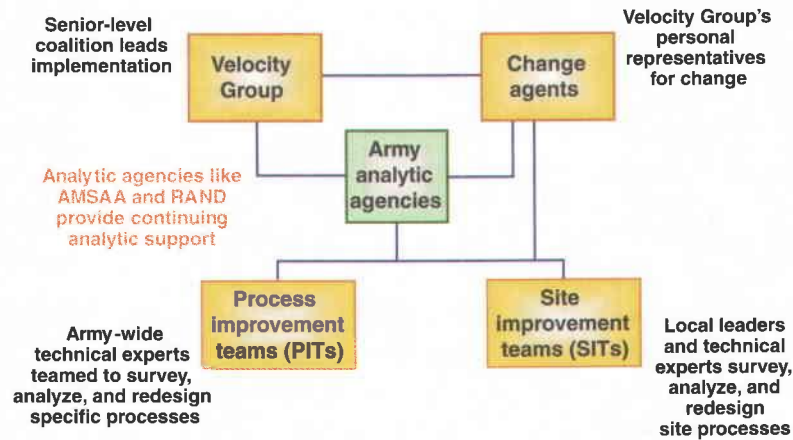 Senior-level
coalition leads
implementation
Velocity
Group
Change
agents
Velocity Group's
personal
representatives
for change
Army
analytic
agencies
Analytic agencies like
AMSAA and RAND
provide continuing
analytic support
Process
improvement
teams (PITs)
Site
improvement
teams (SITs)
Army-wide
technical experts
teamed to survey,
analyze, and redesign
specific processes
Local leaders
and technical
experts survey,
analyze, and
redesign
site processes